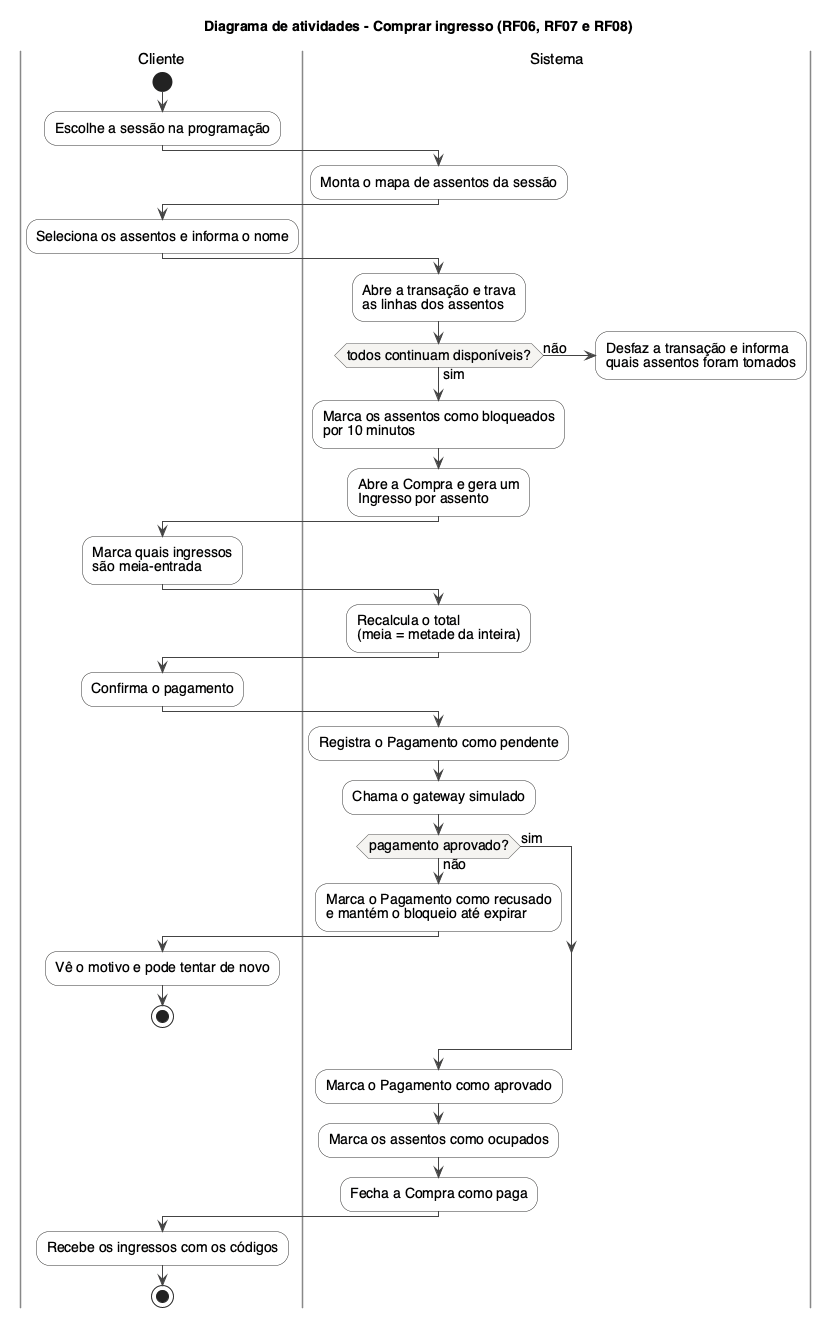 Diagrama de atividades - Comprar ingresso (RF06, RF07 e RF08)
Cliente
Sistema
Escolhe a sessão na programação
Monta o mapa de assentos da sessão
Seleciona os assentos e informa o nome
Abre a transação e trava
as linhas dos assentos
todos continuam disponíveis?
não
Desfaz a transação e informa
quais assentos foram tomados
sim
Marca os assentos como bloqueados
por 10 minutos
Abre a Compra e gera um
Ingresso por assento
Marca quais ingressos
são meia-entrada
Recalcula o total
(meia = metade da inteira)
Confirma o pagamento
Registra o Pagamento como pendente
Chama o gateway simulado
pagamento aprovado?
sim
não
Marca o Pagamento como recusado
e mantém o bloqueio até expirar
Vê o motivo e pode tentar de novo
Marca o Pagamento como aprovado
Marca os assentos como ocupados
Fecha a Compra como paga
Recebe os ingressos com os códigos